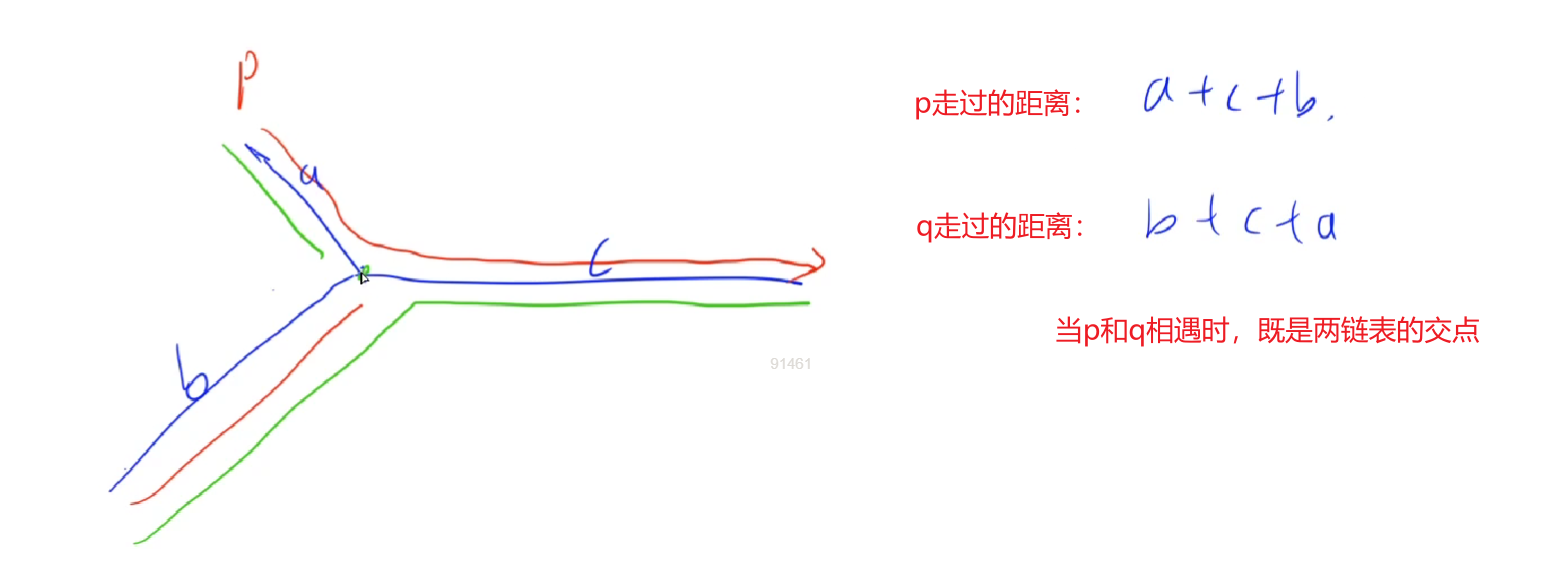 p
a
c
b
p走过的距离： a+c+b.
q走过的距离： b+c+a
当p和q相遇时，既是两链表的交点
91461